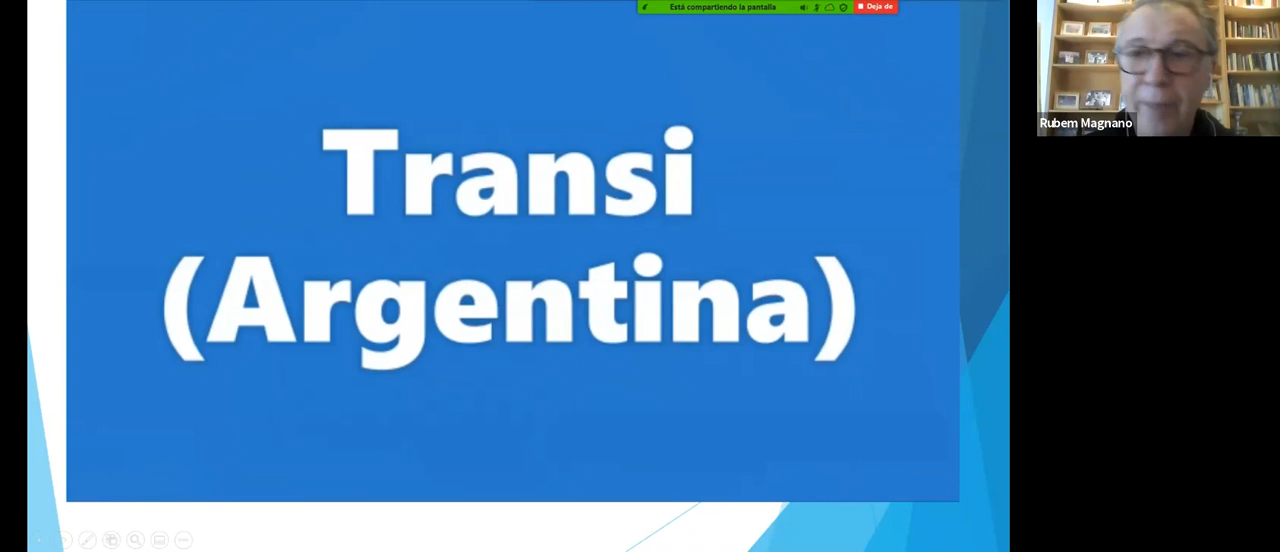 Está compartiendo la pantalla
Deja de
Transi
(Argentina)
Rubem Magnano